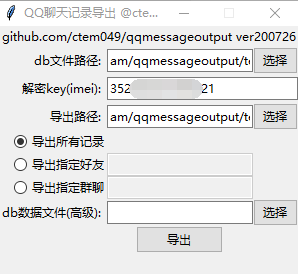 QQ聊天记录导出 @cte...
github.com/ctem049/qqmessageoutput ver200726
db文件路径: am/qqmessageoutput/te 选择
解密key(imei): 352 21
导出路径: am/qqmessageoutput/te 选择
导出所有记录
导出指定好友
导出指定群聊
db数据文件(高级): 选择
导出